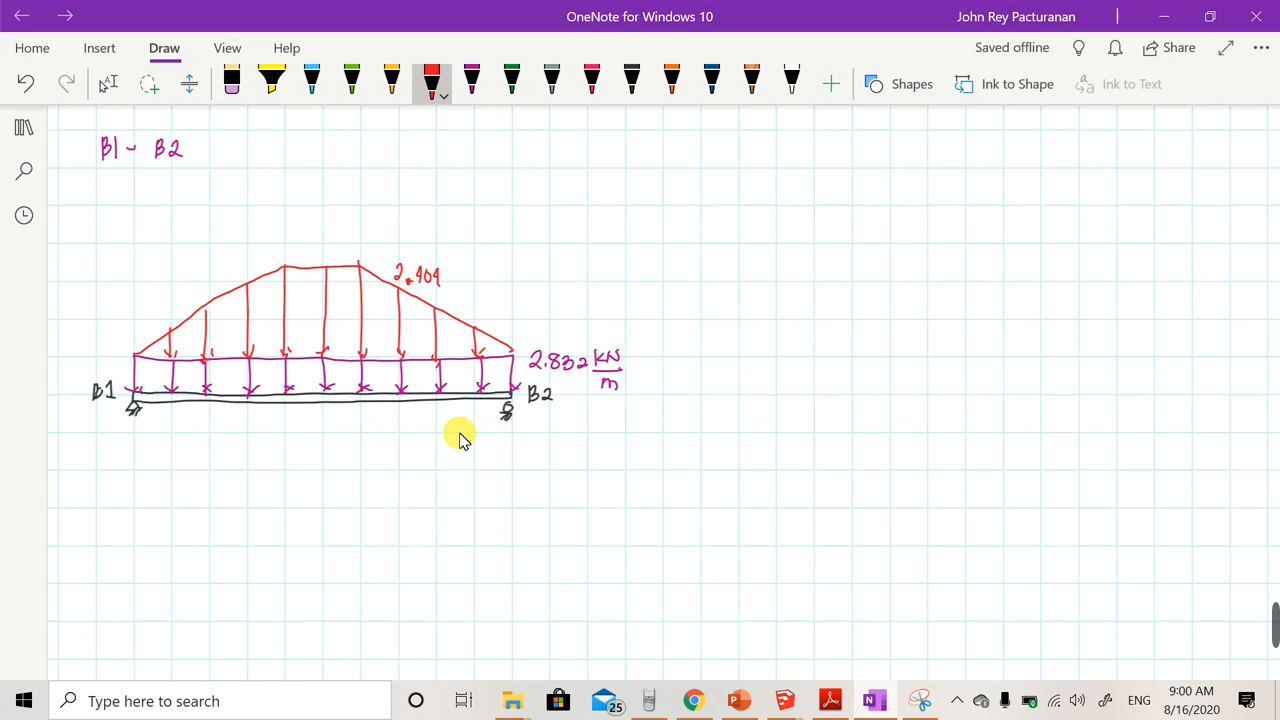 OneNote for Windows 10
John Rey Pacturanan
Home Insert Draw View Help
Saved offline Share
Shapes Ink to Shape Ink to Text
B1 - B2
2.404
2.832 KN/m
B1 B2
Type here to search
25
ENG
9:00 AM
8/16/2020